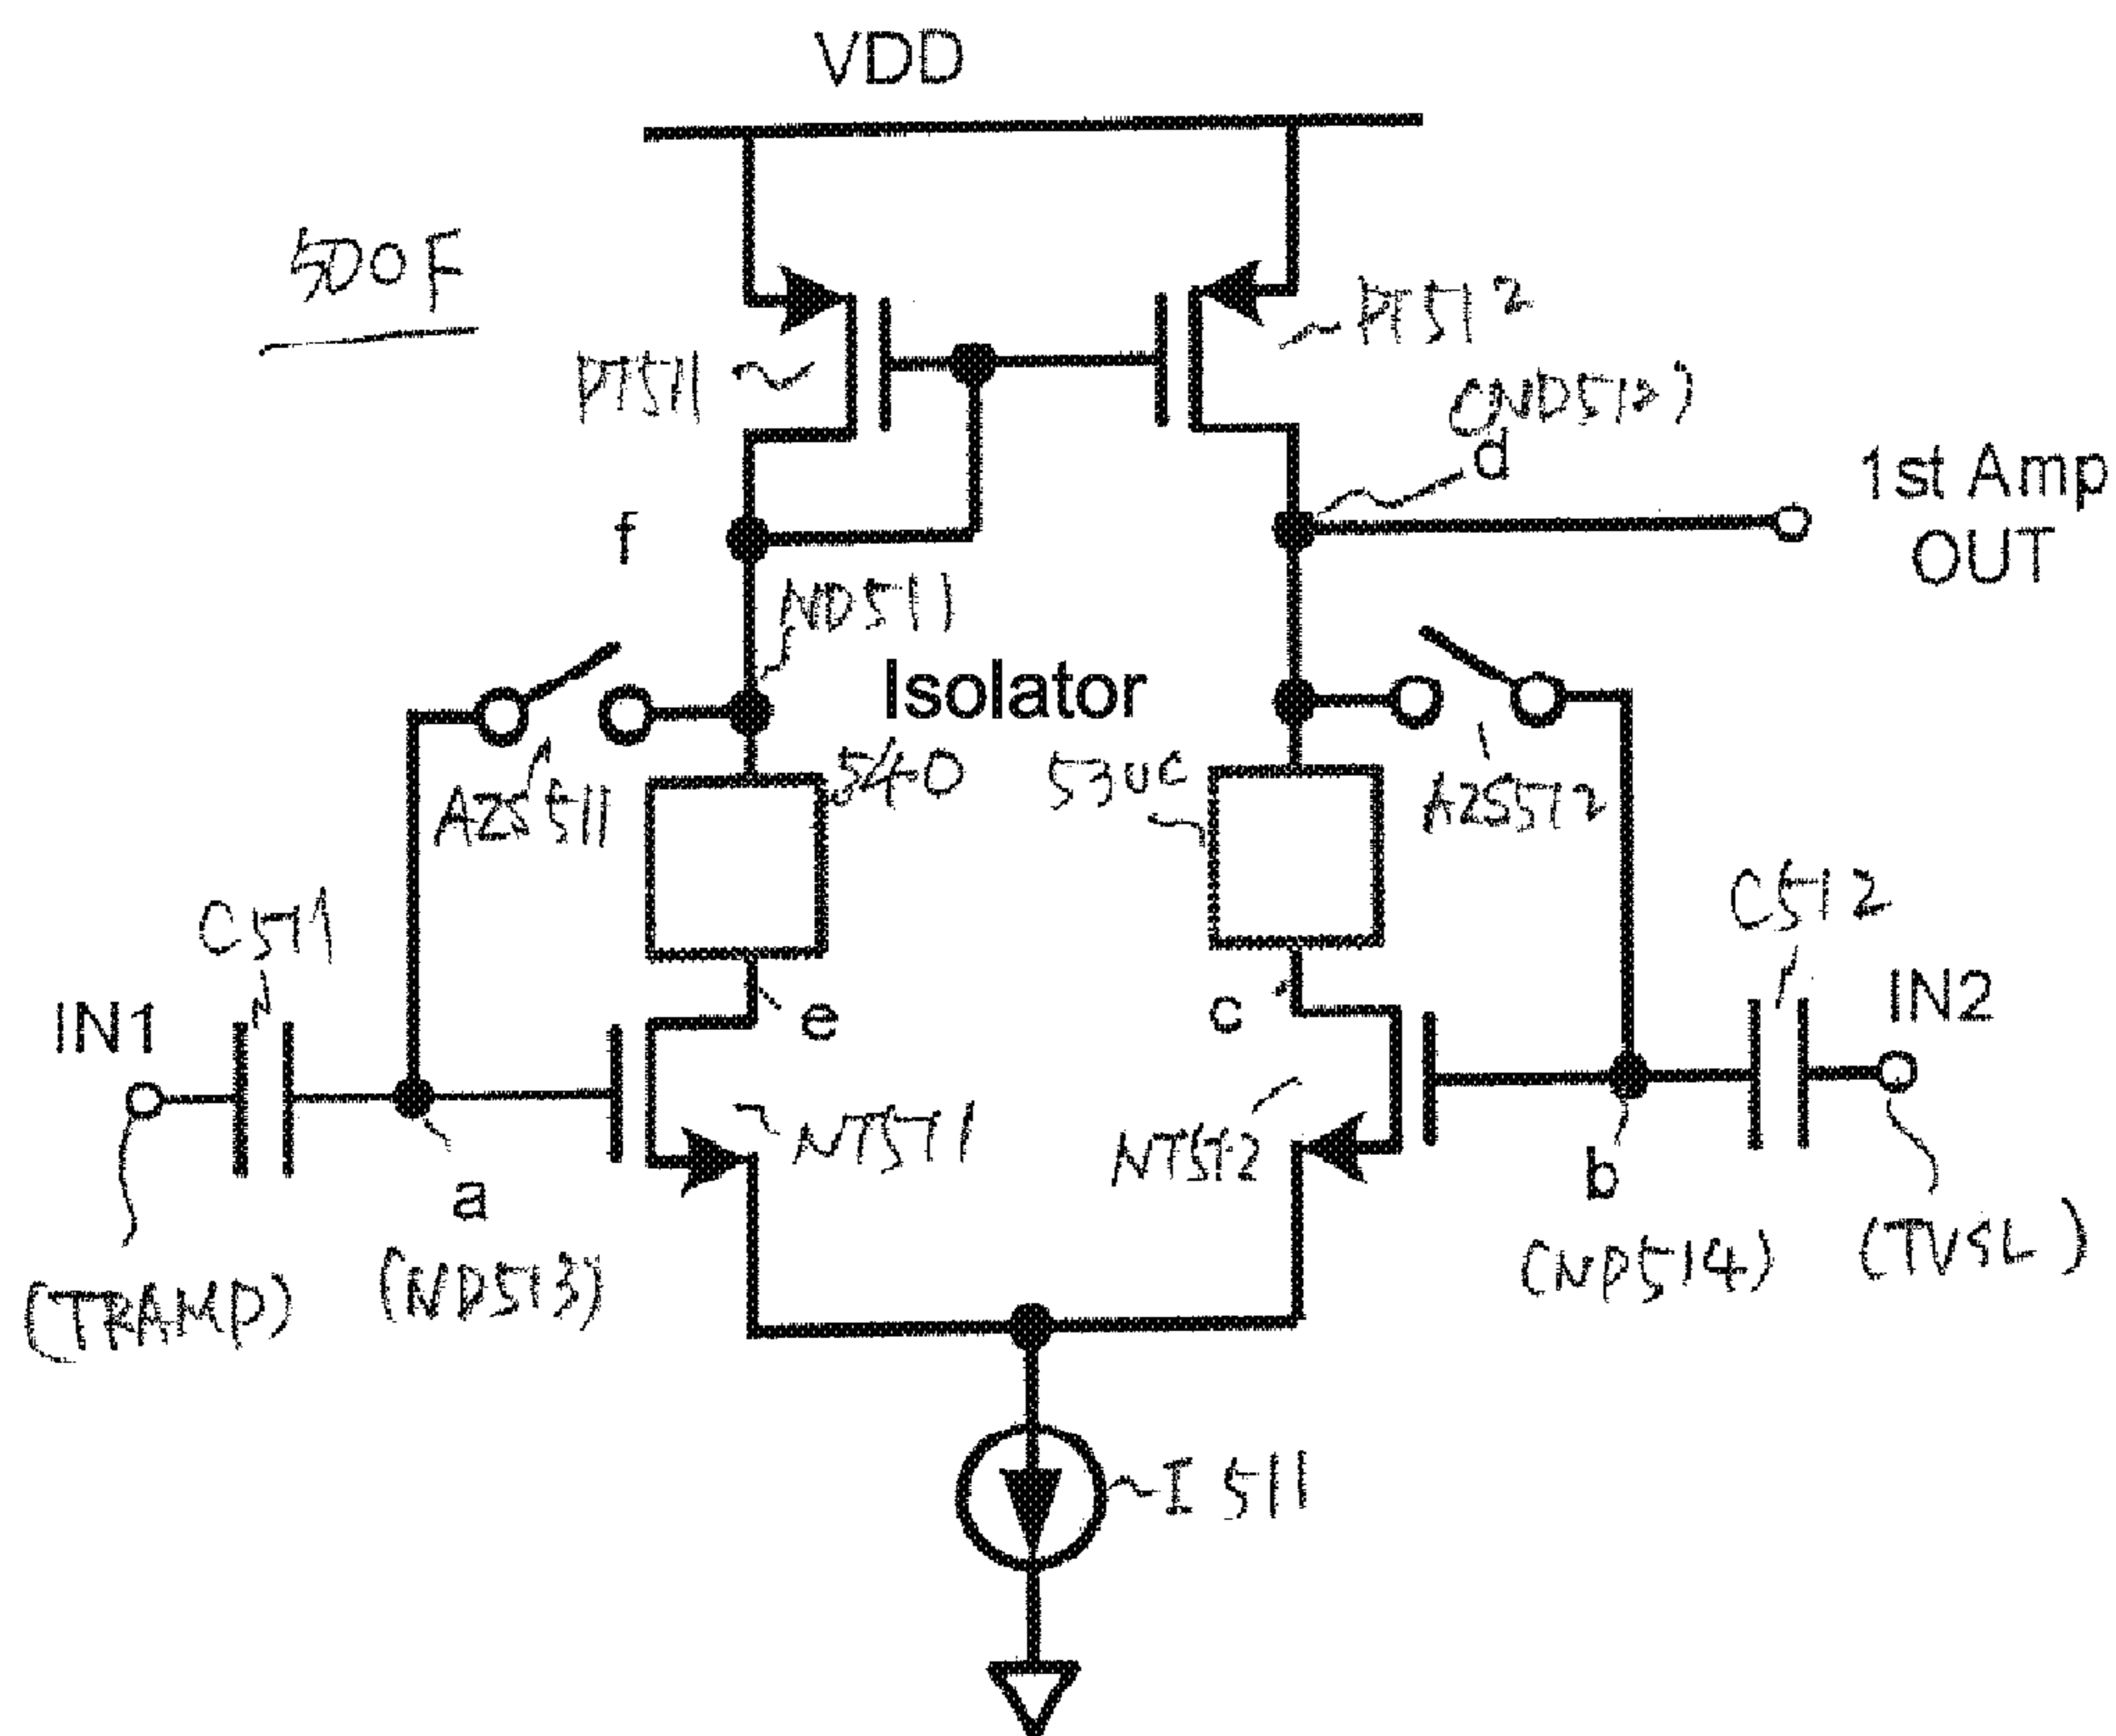 VDD
500F
PT511
PT512
(ND512)
d
1st Amp
OUT
f
ND511
Isolator
540
530C
AZS511
AZS512
C511
C512
IN1
IN2
e
c
NT511
NT512
a
b
(ND513)
(ND514)
(TRAMP)
(TVSL)
I511